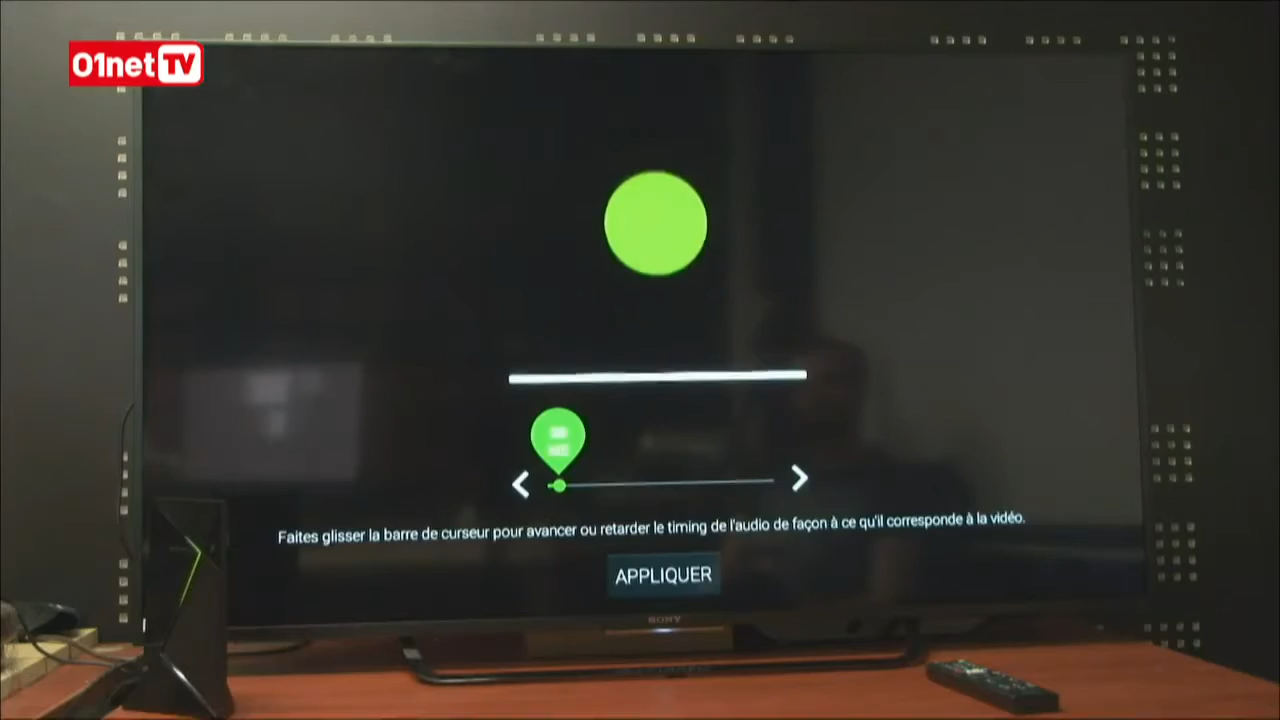 01netTV
Faites glisser la barre de curseur pour avancer ou retarder le timing de l'audio de façon à ce qu'il corresponde à la vidéo.
APPLIQUER
SONY